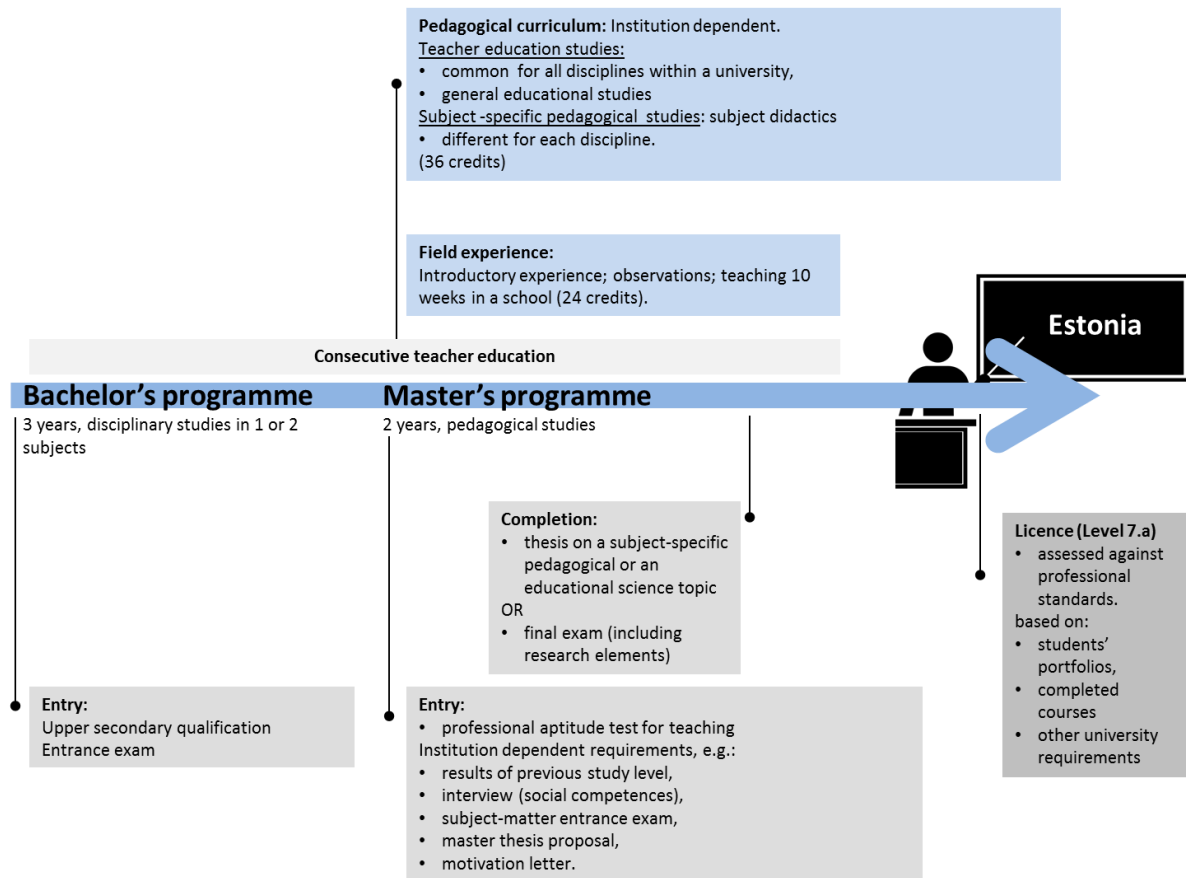 Pedagogical curriculum: Institution dependent.
Teacher education studies:
• common for all disciplines within a university,
• general educational studies
Subject -specific pedagogical studies: subject didactics
• different for each discipline.
(36 credits)
Field experience:
Introductory experience; observations; teaching 10
weeks in a school (24 credits).
Estonia
Consecutive teacher education
Bachelor's programme
3 years, disciplinary studies in 1 or 2
subjects
Master's programme
2 years, pedagogical studies
Completion:
• thesis on a subject-specific
pedagogical or an
educational science topic
OR
• final exam (including
research elements)
Licence (Level 7.a)
• assessed against
professional
standards.
based on:
• students'
portfolios,
• completed
courses
• other university
requirements
Entry:
Upper secondary qualification
Entrance exam
Entry:
• professional aptitude test for teaching
Institution dependent requirements, e.g.:
• results of previous study level,
• interview (social competences),
• subject-matter entrance exam,
• master thesis proposal,
• motivation letter.